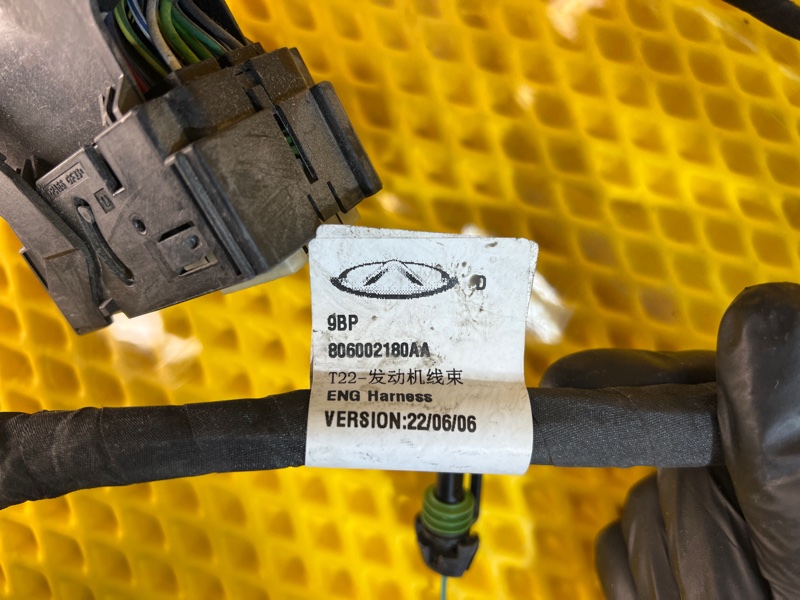 9BP
806002180AA
T22-发动机线束
ENG Harness
VERSION:22/06/06